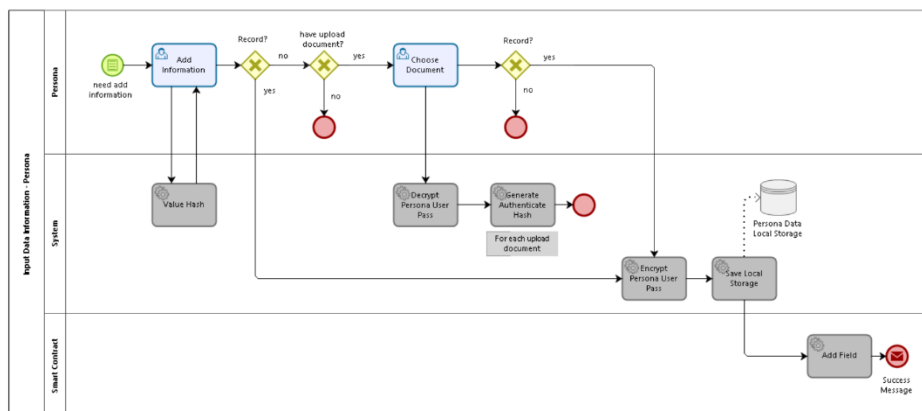 Input Data Information - Persona
Persona
need add
information
Add
Information
Record?
no
yes
have upload
document?
yes
no
Choose
Document
Record?
yes
no
System
Value Hash
Decrypt
Persona User
Pass
Generate
Authenticate
Hash
For each upload
document
Encrypt
Persona User
Pass
Save Local
Storage
Persona Data
Local Storage
Smart Contract
Add Field
Success
Message